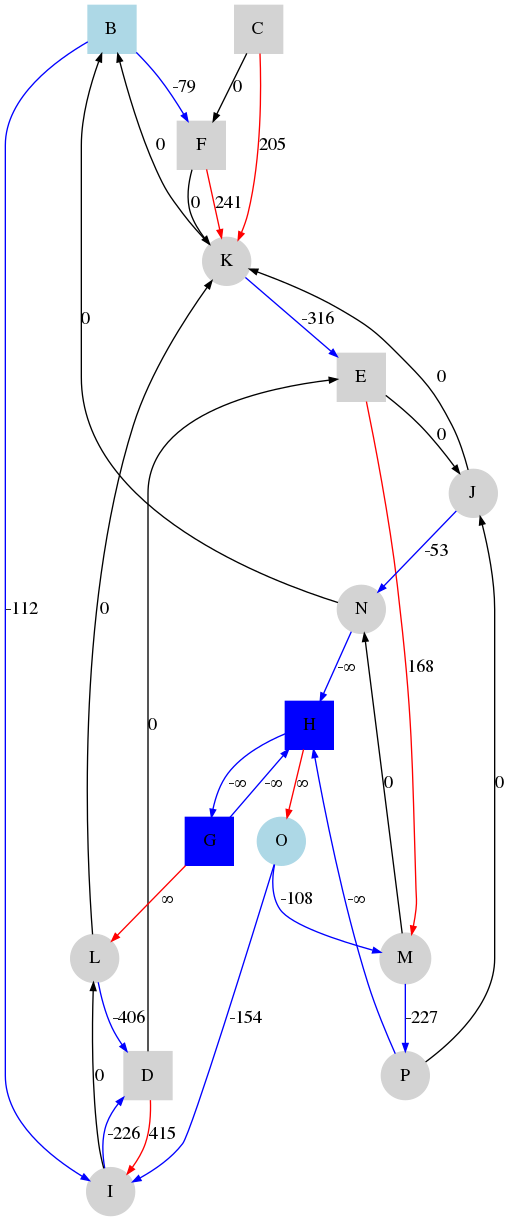 B C
-79 0
F 0 205
0 241
K
-316
0 E 0
0
J
-53
-112 0 N
168
-∞
0 H
-∞ -∞ ∞ 0 0
G O
∞ -108 -∞
L M
-406 -154 -227
D P
0 -226 415
I